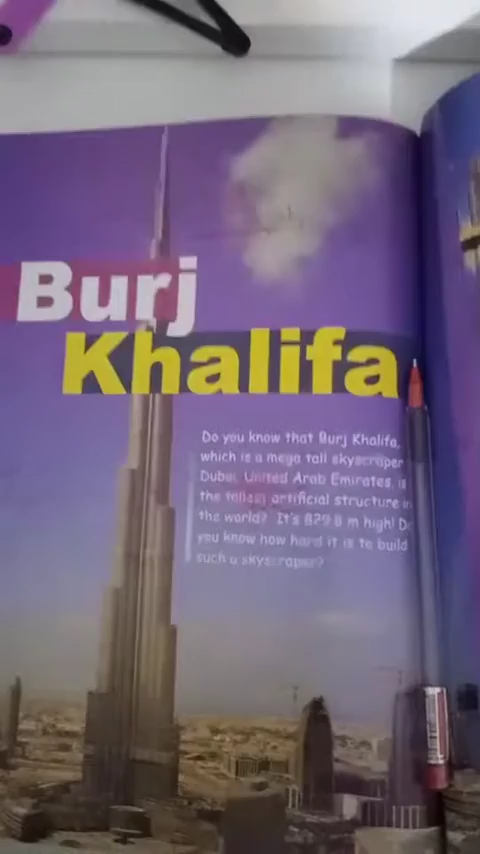 Burj
Khalifa
Do you know that Burj Khalifa,
which is a mega tall skyscraper
Dubai, United Arab Emirates, is
the tallest artificial structure in
the world? It's 829.8 m high! Do
you know how hard it is to build
such a skyscraper?